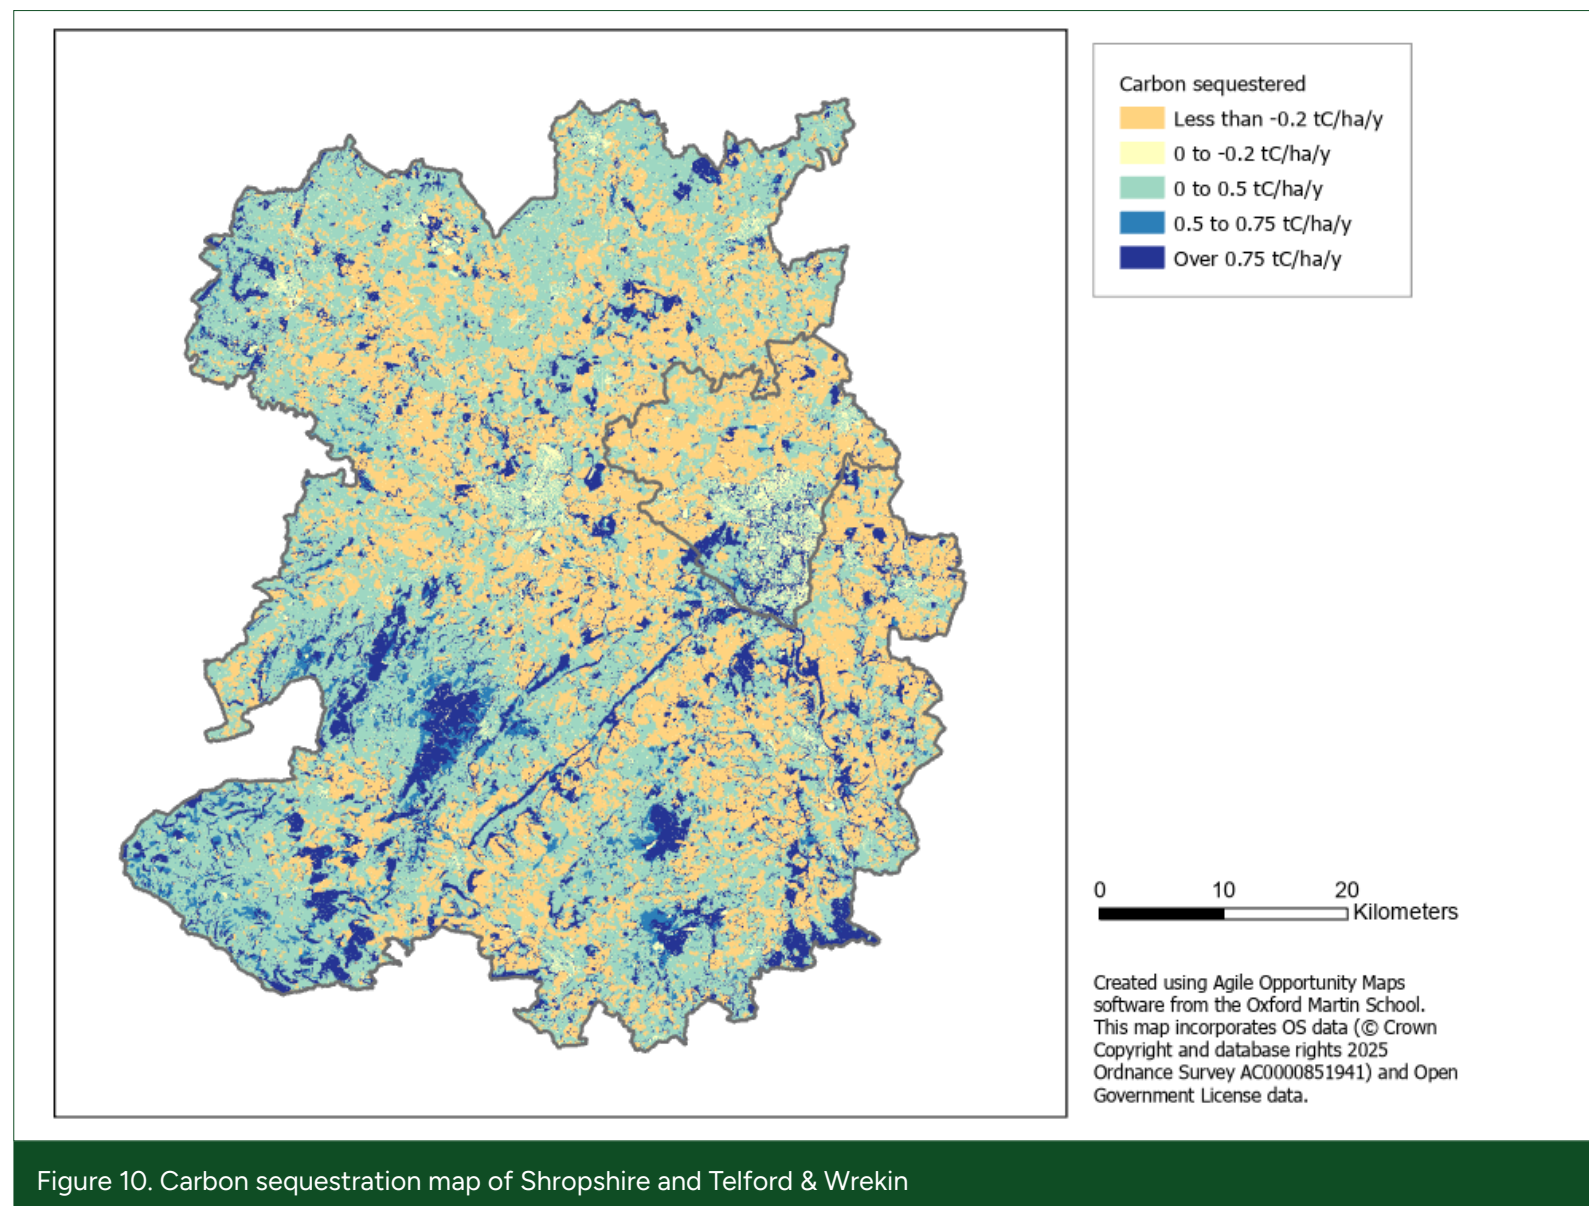 Carbon sequestered
Less than -0.2 tC/ha/y
0 to -0.2 tC/ha/y
0 to 0.5 tC/ha/y
0.5 to 0.75 tC/ha/y
Over 0.75 tC/ha/y
0 10 20
Kilometers
Created using Agile Opportunity Maps
software from the Oxford Martin School.
This map incorporates OS data (© Crown
Copyright and database rights 2025
Ordnance Survey AC0000851941) and Open
Government License data.
Figure 10. Carbon sequestration map of Shropshire and Telford & Wrekin